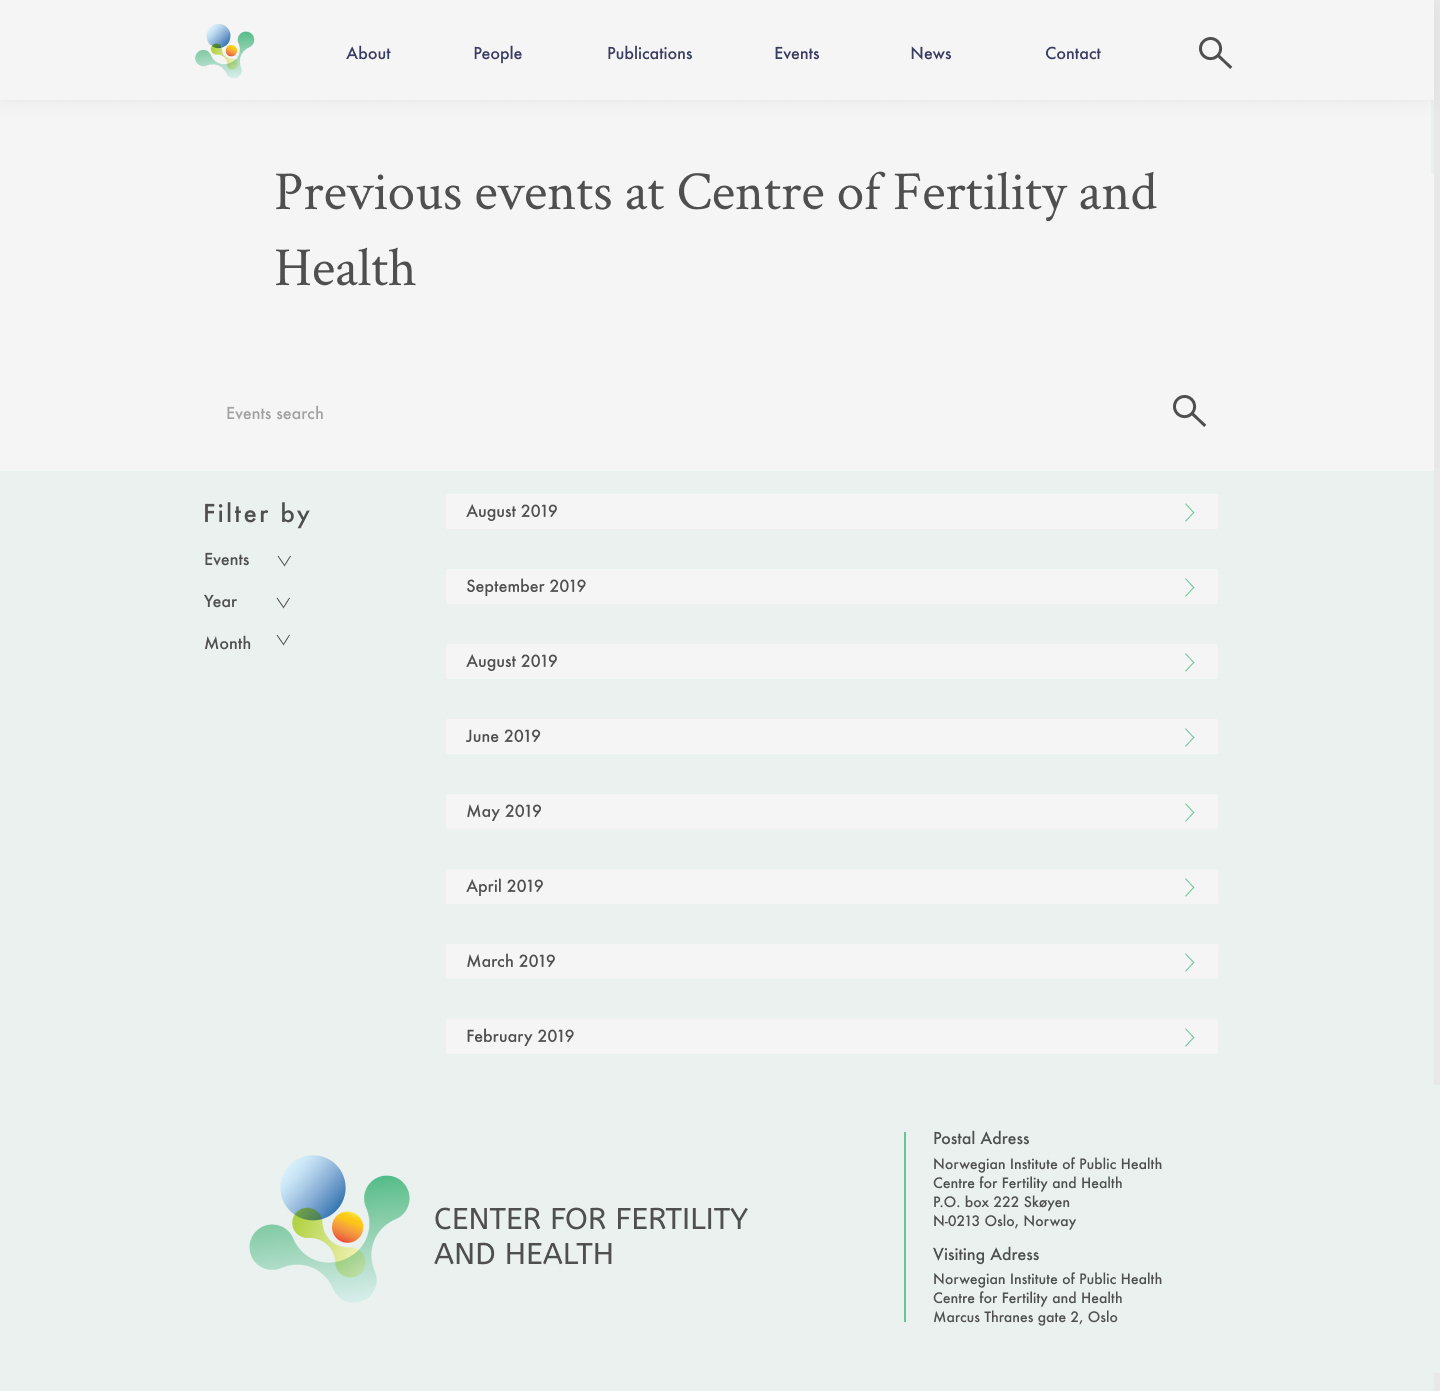 About
People
Publications
Events
News
Contact
Previous events at Centre of Fertility and
Health
Events search
Filter by
Events
Year
Month
August 2019
September 2019
August 2019
June 2019
May 2019
April 2019
March 2019
February 2019
CENTER FOR FERTILITY
AND HEALTH
Postal Adress
Norwegian Institute of Public Health
Centre for Fertility and Health
P.O. box 222 Skøyen
N-0213 Oslo, Norway
Visiting Adress
Norwegian Institute of Public Health
Centre for Fertility and Health
Marcus Thranes gate 2, Oslo